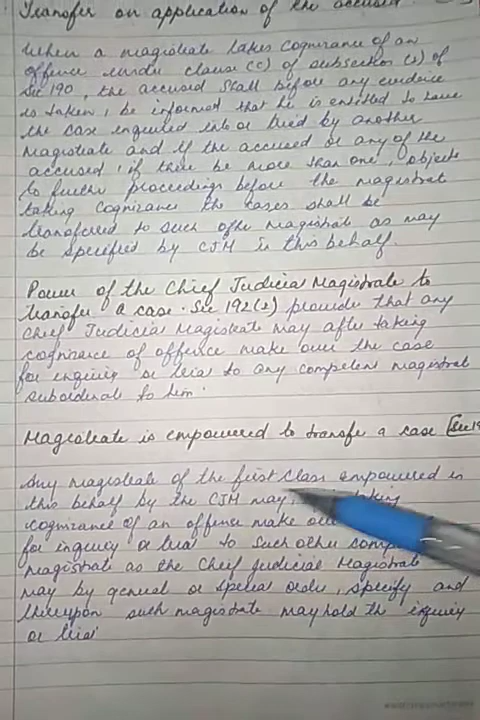 Transfer on application of the accused.
When a magistrate takes Cognizance of an
offence under clause (c) of subsection (1) of
Sec 190, the accused shall before any evidence
is taken, be informed that he is entitled to have
the case enquired into or tried by another
Magistrate and if the accused or any of the
accused, if there be more than one, objects
to further proceedings before the magistrate
taking Cognizance the cases shall be
transferred to such other Magistrate as may
be specified by CJM in this behalf.
Power of the Chief Judicial Magistrate to
transfer a case. Sec 192(1) provide that any
Chief Judicial Magistrate may after taking
cognizance of offence make over the case
for inquiry or trial to any competent magistrate
subordinate to him.
Magistrate is empowered to transfer a case [Sec 19
Any magistrate of the first class empowered in
this behalf by the CJM may, taking
cognizance of an offence make
for inquiry or trial to such other
Magistrate as the Chief Judicial Magistrate
may by general or special order, specify and
thereupon such magistrate may hold the inquiry
or trial